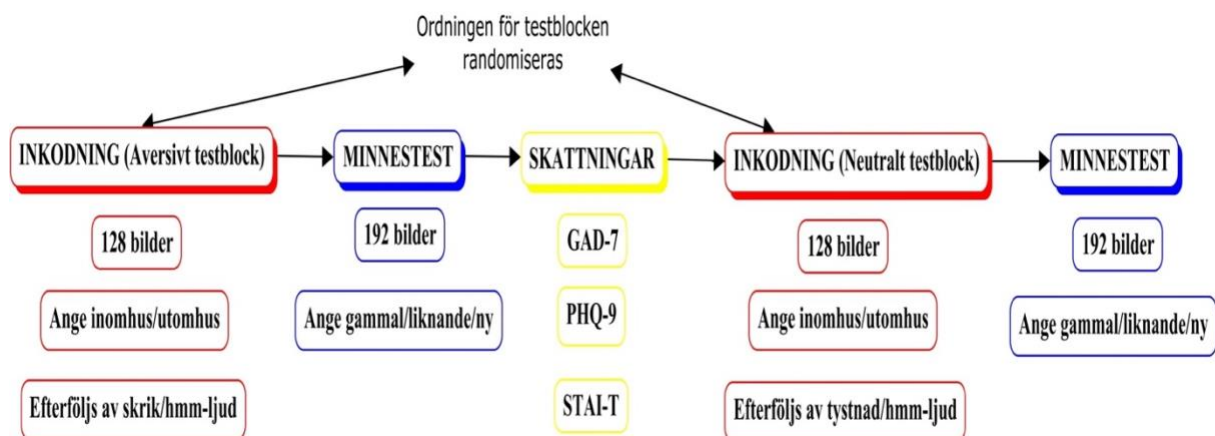 Ordningen för testblocken
randomiseras
INKODNING (Aversivt testblock)
MINNESTEST
SKATTNINGAR
INKODNING (Neutralt testblock)
MINNESTEST
128 bilder
192 bilder
GAD-7
128 bilder
192 bilder
Ange inomhus/utomhus
Ange gammal/liknande/ny
PHQ-9
Ange inomhus/utomhus
Ange gammal/liknande/ny
Efterföljs av skrik/hmm-ljud
STAI-T
Efterföljs av tystnad/hmm-ljud